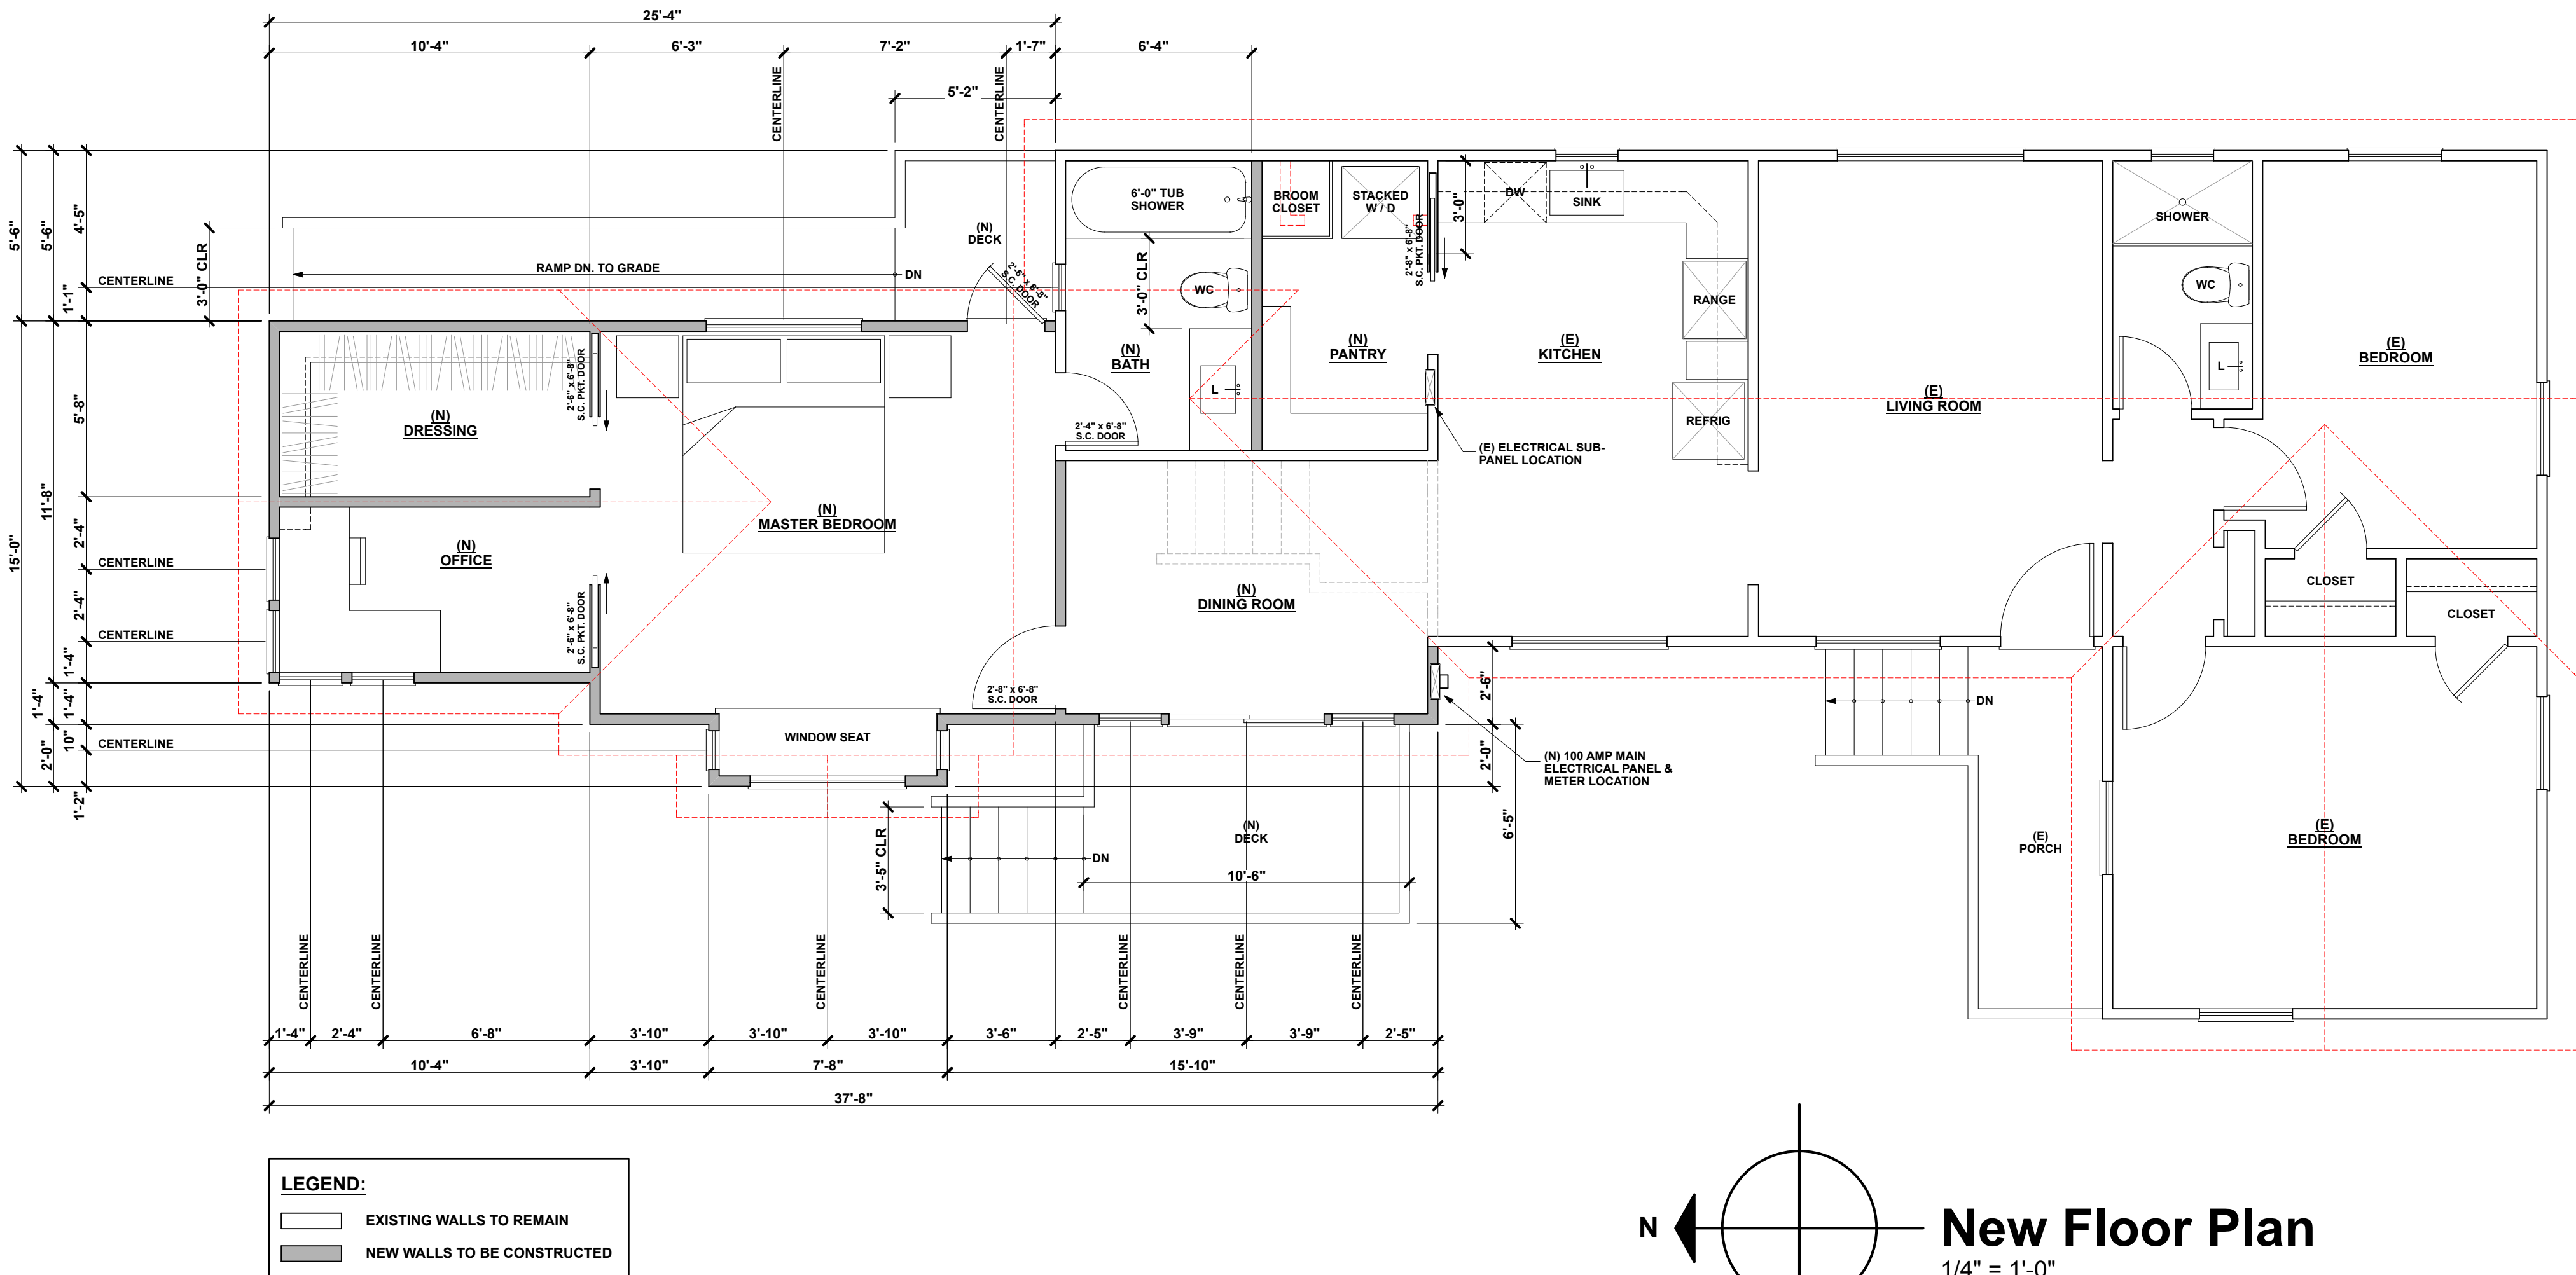 25'-4"
10'-4"
6'-3"
7'-2"
1'-7"
6'-4"
5'-2"
CENTERLINE
CENTERLINE
5'-6"
5'-6"
4'-5"
1'-1"
3'-0" CLR
CENTERLINE
RAMP DN. TO GRADE
DN
(N)
DECK
2'-6" x 6'-8"
S.C. DOOR
6'-0" TUB
SHOWER
3'-0" CLR
WC
(N)
BATH
L
2'-4" x 6'-8"
S.C. DOOR
BROOM
CLOSET
STACKED
W / D
2'-8" x 6'-8"
S.C. PKT. DOOR
3'-0"
DW
SINK
(N)
PANTRY
(E)
KITCHEN
RANGE
REFRIG
(E) ELECTRICAL SUB-
PANEL LOCATION
(E)
LIVING ROOM
SHOWER
WC
L
(E)
BEDROOM
CLOSET
CLOSET
15'-0"
11'-8"
5'-8"
2'-4"
CENTERLINE
2'-4"
CENTERLINE
1'-4"
1'-4"
1'-4"
10"
CENTERLINE
2'-0"
1'-2"
(N)
DRESSING
2'-6" x 6'-8"
S.C. PKT. DOOR
(N)
OFFICE
2'-6" x 6'-8"
S.C. PKT. DOOR
(N)
MASTER BEDROOM
(N)
DINING ROOM
2'-8" x 6'-8"
S.C. DOOR
WINDOW SEAT
2'-6"
2'-0"
6'-5"
(N) 100 AMP MAIN
ELECTRICAL PANEL &
METER LOCATION
DN
(E)
PORCH
(E)
BEDROOM
3'-5" CLR
DN
(N)
DECK
10'-6"
CENTERLINE
CENTERLINE
CENTERLINE
CENTERLINE
CENTERLINE
CENTERLINE
1'-4"
2'-4"
6'-8"
3'-10"
3'-10"
3'-10"
3'-6"
2'-5"
3'-9"
3'-9"
2'-5"
10'-4"
3'-10"
7'-8"
15'-10"
37'-8"
LEGEND:
EXISTING WALLS TO REMAIN
NEW WALLS TO BE CONSTRUCTED
N
New Floor Plan
1/4" = 1'-0"